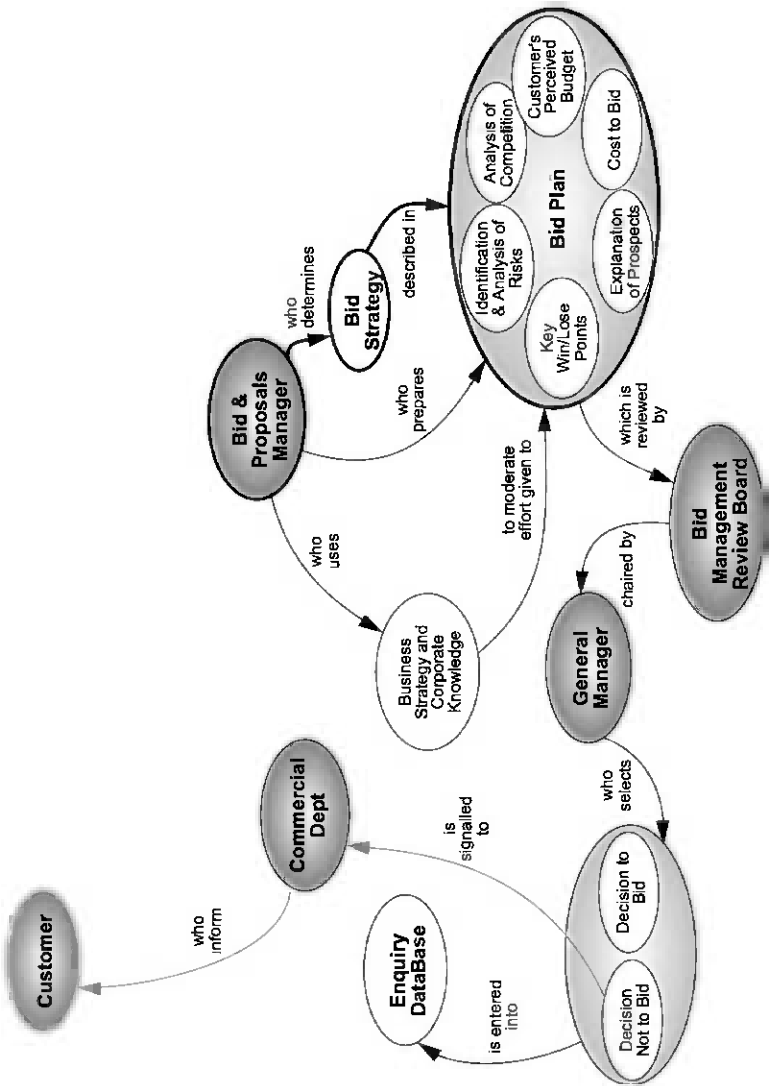 Customer
who
inform
Commercial
Dept
is
signalled
to
Enquiry
DataBase
is entered
into
Decision
Not to Bid
Decision to
Bid
who
selects
General
Manager
chaired by
Bid
Management
Review Board
which is
reviewed
by
Business
Strategy and
Corporate
Knowledge
to moderate
effort given to
who
uses
Bid &
Proposals
Manager
who
prepares
who
determines
Bid
Strategy
described in
Bid Plan
Key
Win/Lose
Points
Identification
& Analysis of
Risks
Analysis of
Competition
Customer's
Perceived
Budget
Cost to Bid
Explanation
of Prospects